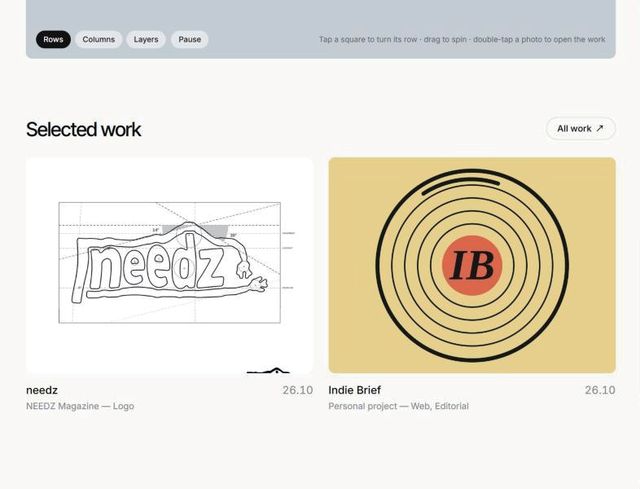 Rows
Columns
Layers
Pause
Tap a square to turn its row · drag to spin · double-tap a photo to open the work
Selected work
All work ↗
needz
IB
needz
26.10
NEEDZ Magazine — Logo
Indie Brief
26.10
Personal project — Web, Editorial